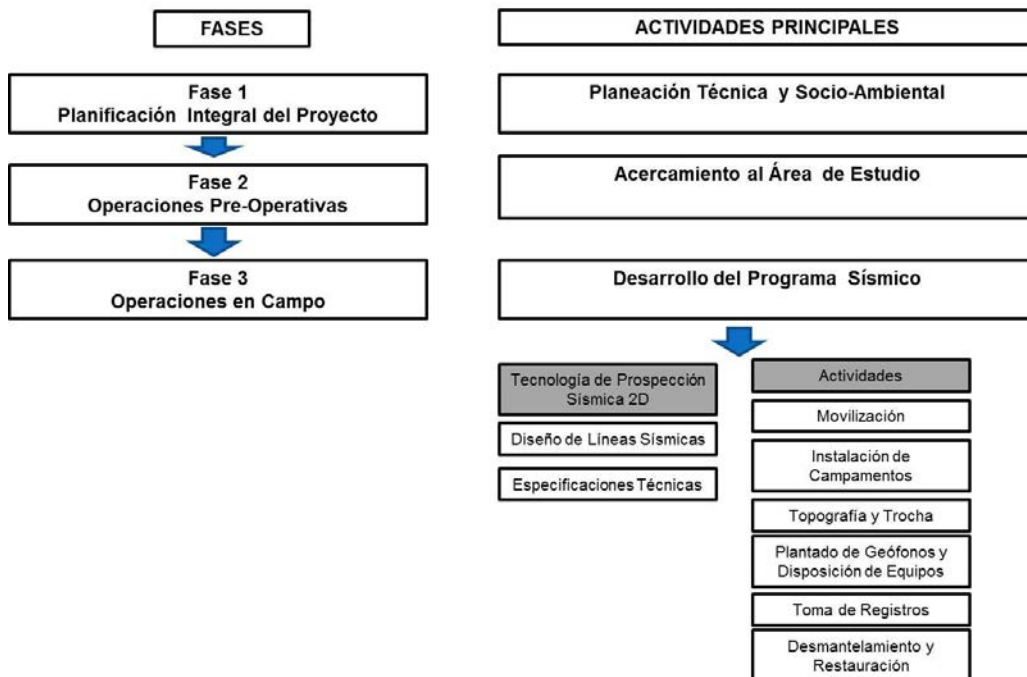 FASES
ACTIVIDADES PRINCIPALES
Fase 1
Planificación Integral del Proyecto
Planeación Técnica y Socio-Ambiental
Fase 2
Operaciones Pre-Operativas
Acercamiento al Área de Estudio
Fase 3
Operaciones en Campo
Desarrollo del Programa Sísmico
Tecnología de Prospección
Sísmica 2D
Diseño de Líneas Sísmicas
Especificaciones Técnicas
Actividades
Movilización
Instalación de
Campamentos
Topografía y Trocha
Plantado de Geófonos y
Disposición de Equipos
Toma de Registros
Desmantelamiento y
Restauración